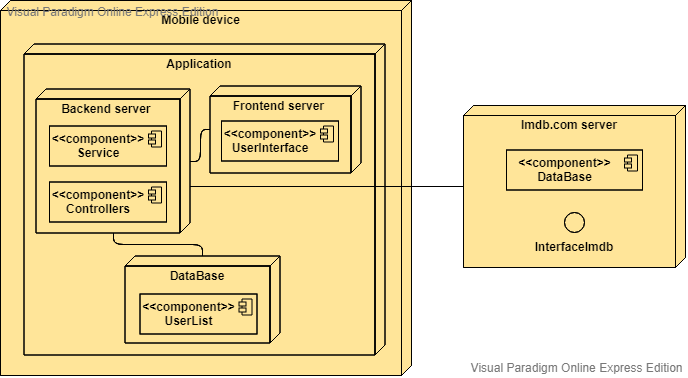 Visual Paradigm Online Express Edition
Mobile device
Application
Backend server
<<component>>
Service
<<component>>
Controllers
Frontend server
<<component>>
UserInterface
DataBase
<<component>>
UserList
Imdb.com server
<<component>>
DataBase
InterfaceImdb
Visual Paradigm Online Express Edition